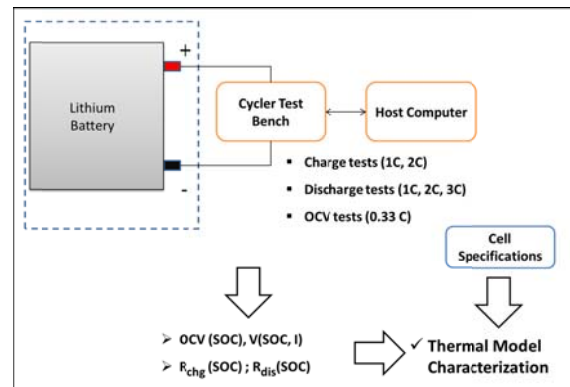 +
Lithium
Battery
-
Cycler Test
Bench
Host Computer
▪ Charge tests (1C, 2C)
▪ Discharge tests (1C, 2C, 3C)
▪ OCV tests (0.33 C)
Cell
Specifications
➢ OCV (SOC), V(SOC, I)
➢ Rchg (SOC) ; Rdis(SOC)
✓ Thermal Model
Characterization